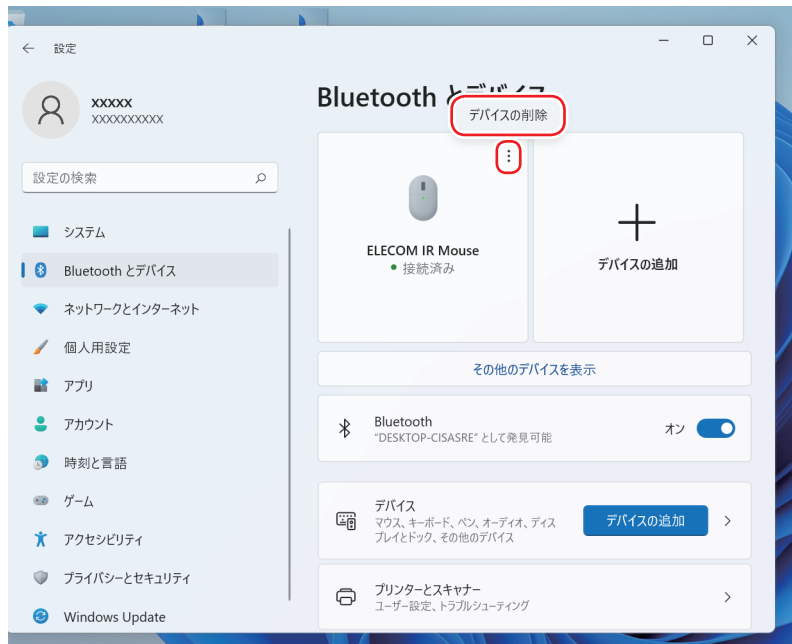 設定
xxxxx
xxxxxxxxxx
設定の検索
システム
Bluetooth とデバイス
ネットワークとインターネット
個人用設定
アプリ
アカウント
時刻と言語
ゲーム
アクセシビリティ
プライバシーとセキュリティ
Windows Update
Bluetooth とデバイス
デバイスの削除
ELECOM IR Mouse
接続済み
デバイスの追加
その他のデバイスを表示
Bluetooth
"DESKTOP-CISASRE" として発見可能
オン
デバイス
マウス、キーボード、ペン、オーディオ、ディス
プレイとドック、その他のデバイス
デバイスの追加
プリンターとスキャナー
ユーザー設定、トラブルシューティング